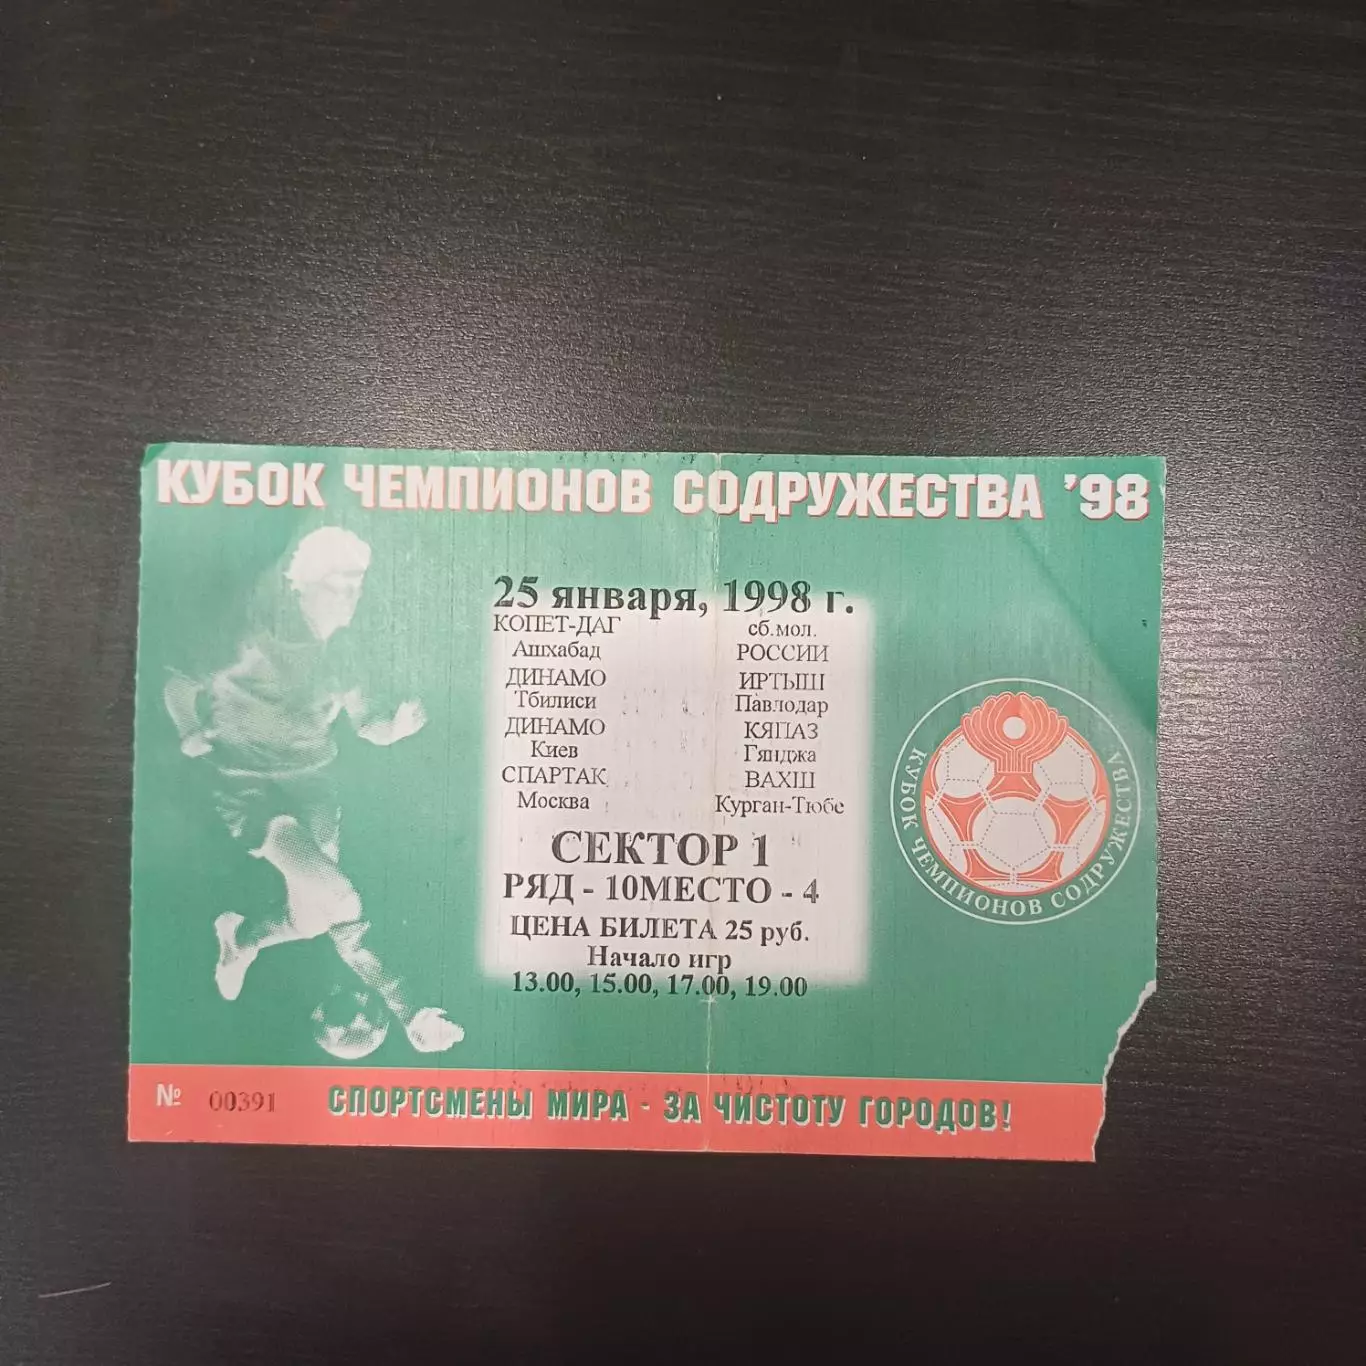 КУБОК ЧЕМПИОНОВ СОДРУЖЕСТВА '98
25 января, 1998 г.
КОПЕТ-ДАГ сб.мол.
Ашхабад РОССИИ
ДИНАМО ИРТЫШ
Тбилиси Павлодар
ДИНАМО КЯПАЗ
Киев Гянджа
СПАРТАК ВАХШ
Москва Курган-Тюбе
СЕКТОР 1
РЯД - 10МЕСТО - 4
ЦЕНА БИЛЕТА 25 руб.
Начало игр
13.00, 15.00, 17.00, 19.00
КУБОК ЧЕМПИОНОВ СОДРУЖЕСТВА
№ 00391 СПОРТСМЕНЫ МИРА - ЗА ЧИСТОТУ ГОРОДОВ!